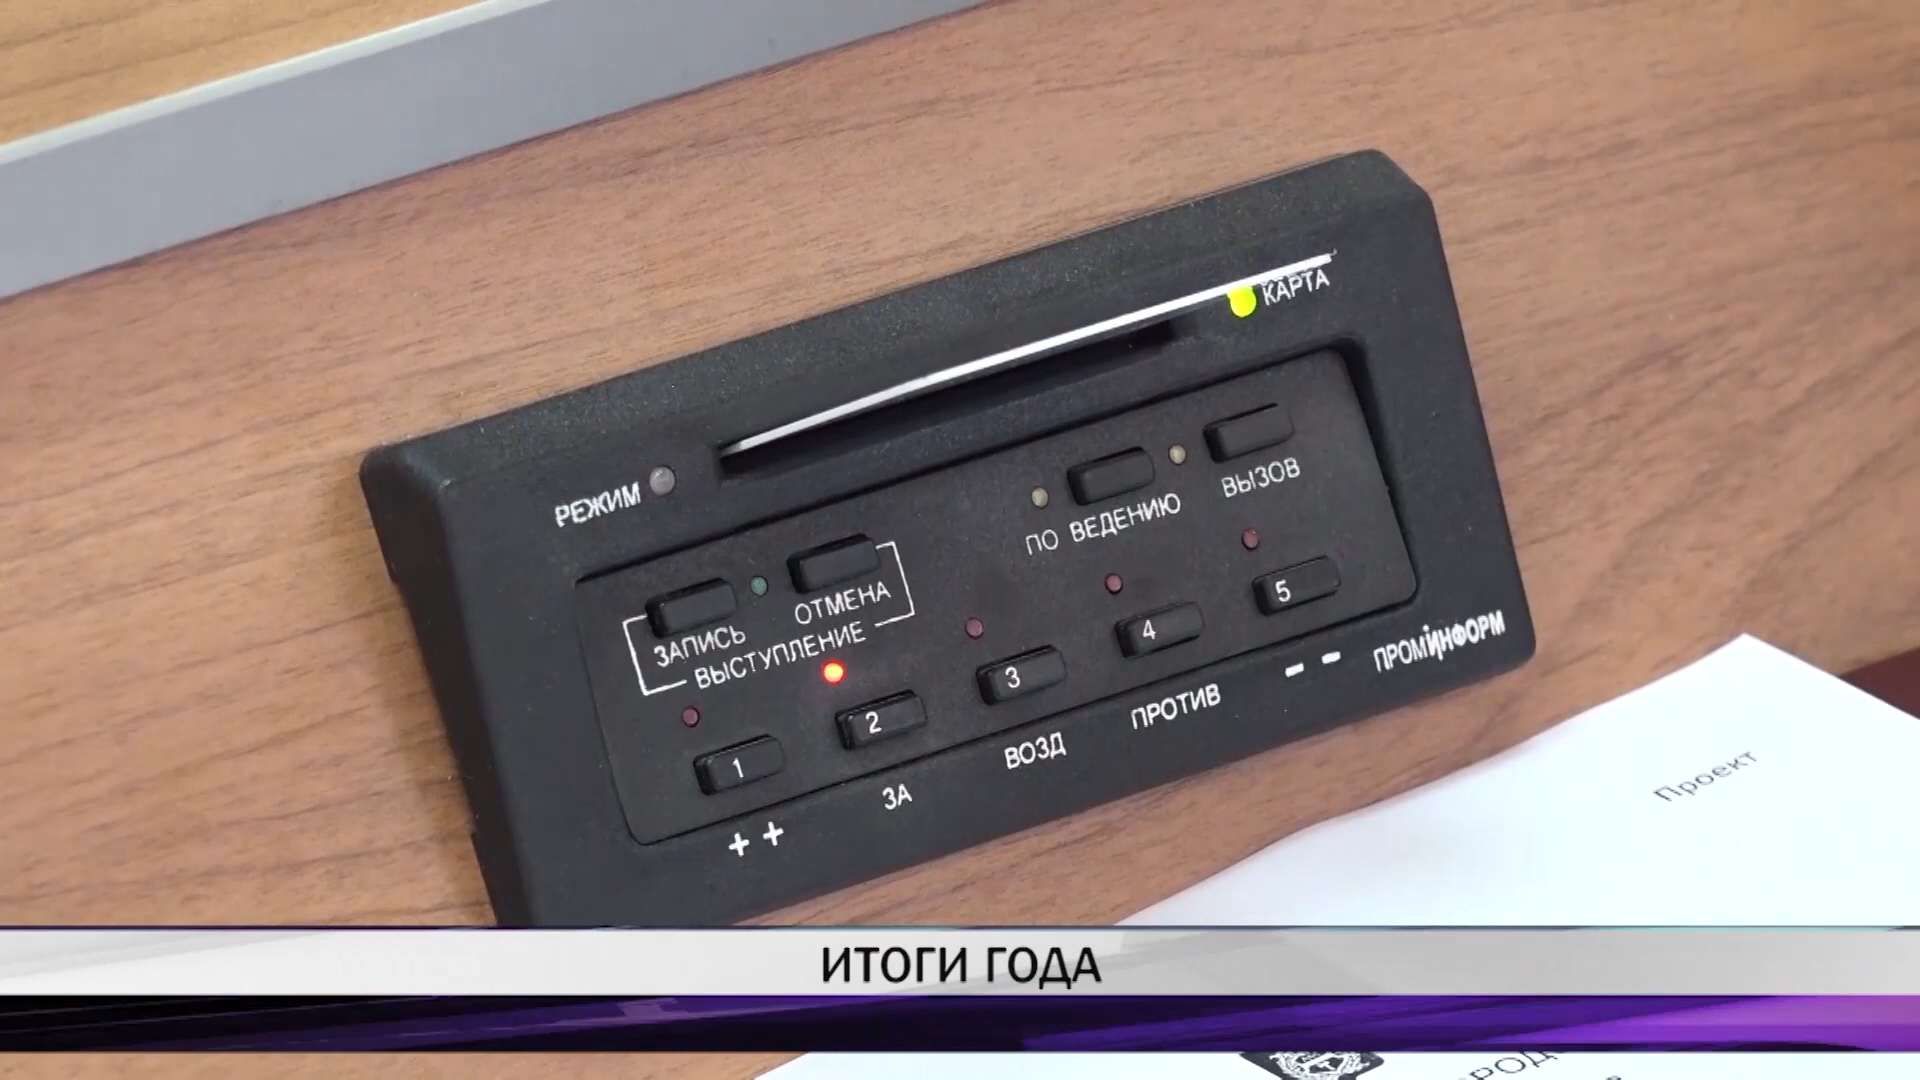 КАРТА
РЕЖИМ
ВЫЗОВ
ПО ВЕДЕНИЮ
ОТМЕНА
ЗАПИСЬ
ВЫСТУПЛЕНИЕ
1 2 3 4 5
++ ЗА ВОЗД ПРОТИВ --
ПРОМИНФОРМ
Проект
ИТОГИ ГОДА